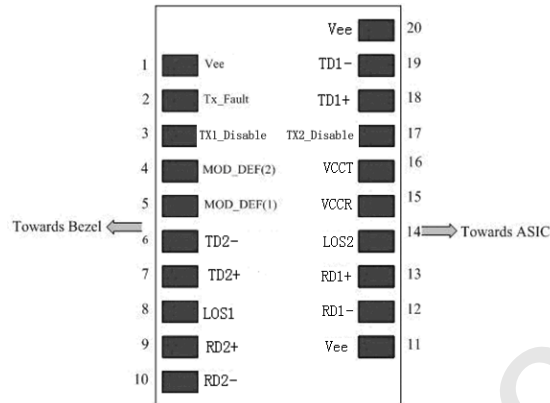 Vee 20
1 Vee TD1- 19
2 Tx_Fault TD1+ 18
3 TX1_Disable TX2_Disable 17
4 MOD_DEF(2) VCCT 16
5 MOD_DEF(1) VCCR 15
Towards Bezel 6 TD2- LOS2 14 Towards ASIC
7 TD2+ RD1+ 13
8 LOS1 RD1- 12
9 RD2+ Vee 11
10 RD2-